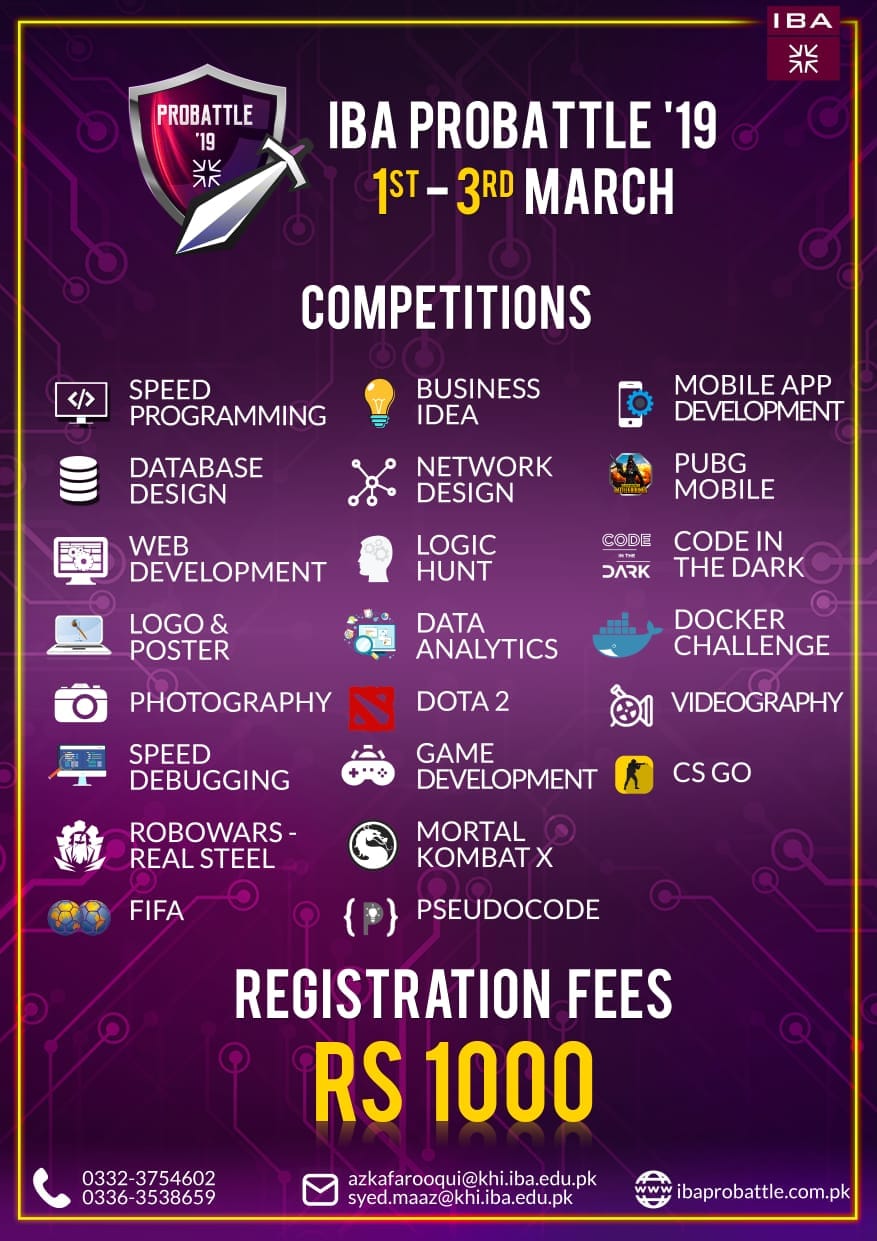 IBA
PROBATTLE
'19
IBA PROBATTLE '19
1ST – 3RD MARCH
COMPETITIONS
SPEED
PROGRAMMING
BUSINESS
IDEA
MOBILE APP
DEVELOPMENT
DATABASE
DESIGN
NETWORK
DESIGN
PUBG
MOBILE
WEB
DEVELOPMENT
LOGIC
HUNT
CODE
IN THE
DARK
CODE IN
THE DARK
LOGO &
POSTER
DATA
ANALYTICS
DOCKER
CHALLENGE
PHOTOGRAPHY
DOTA 2
VIDEOGRAPHY
SPEED
DEBUGGING
GAME
DEVELOPMENT
CS GO
ROBOWARS -
REAL STEEL
MORTAL
KOMBAT X
FIFA
{P}
PSEUDOCODE
REGISTRATION FEES
RS 1000
0332-3754602
0336-3538659
azkafarooqui@khi.iba.edu.pk
syed.maaz@khi.iba.edu.pk
www
ibaprobattle.com.pk